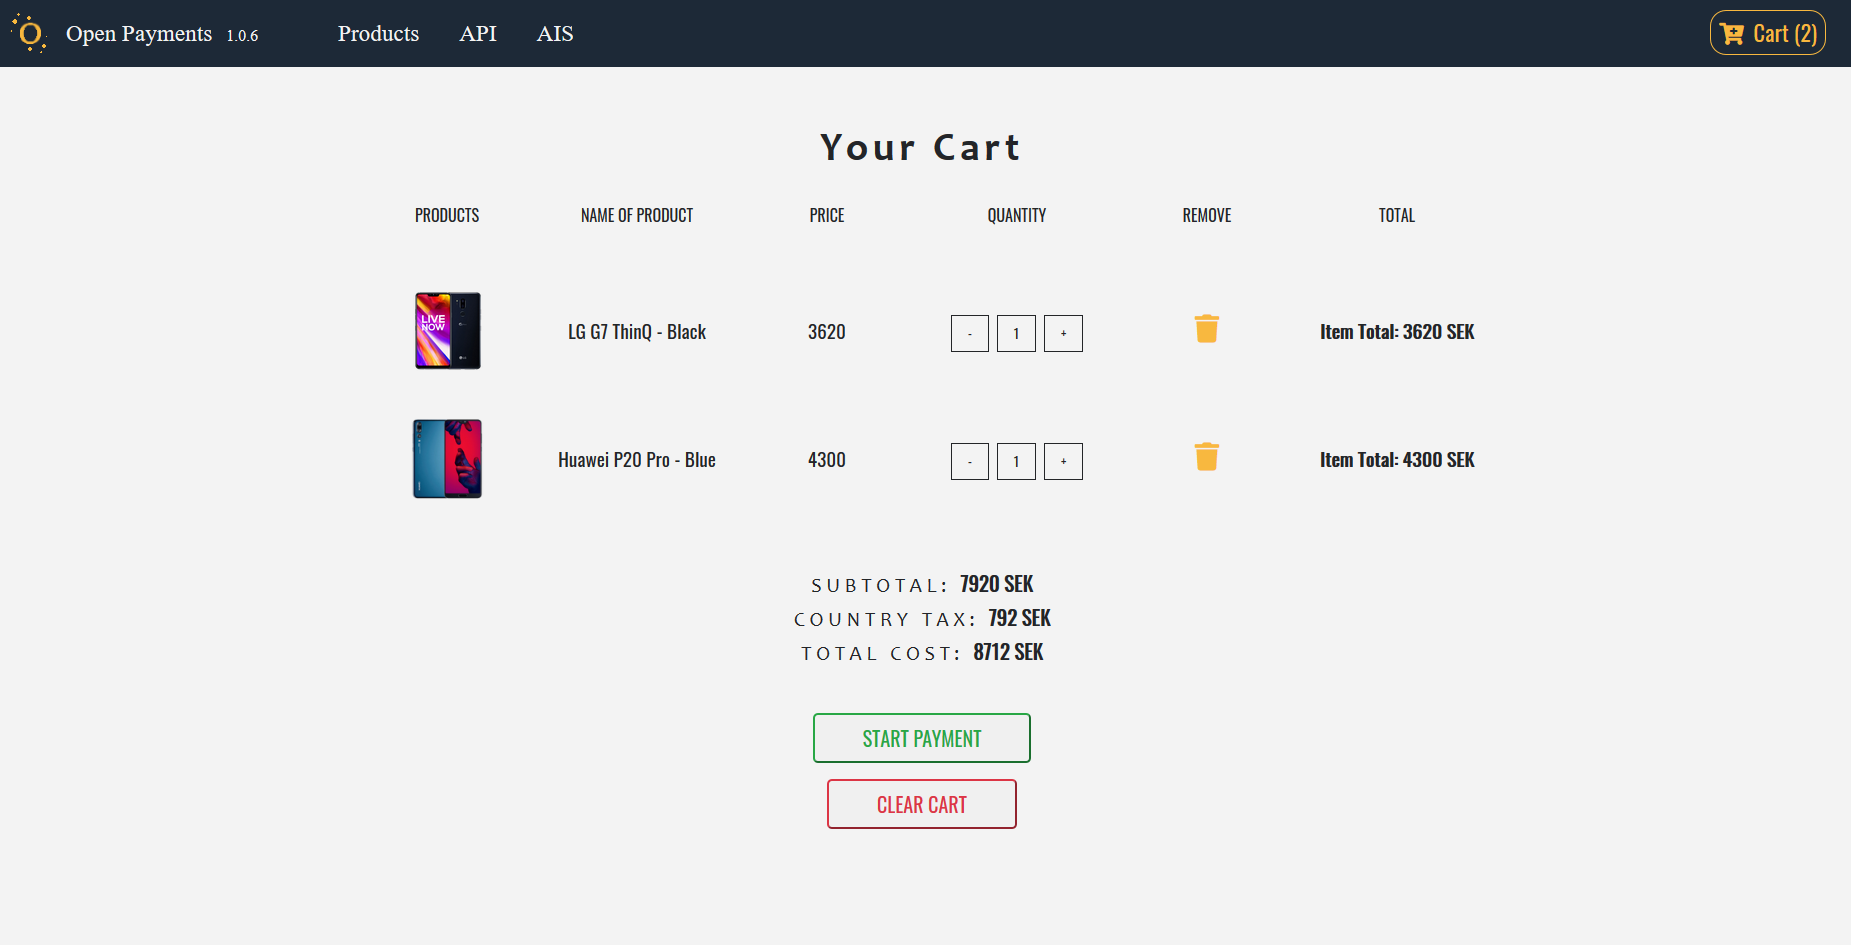 Open Payments 1.0.6 Products API AIS Cart (2)
Your Cart
PRODUCTS NAME OF PRODUCT PRICE QUANTITY REMOVE TOTAL
LIVE
NOW
LG G7 ThinQ - Black 3620 - 1 + Item Total: 3620 SEK
Huawei P20 Pro - Blue 4300 - 1 + Item Total: 4300 SEK
SUBTOTAL: 7920 SEK
COUNTRY TAX: 792 SEK
TOTAL COST: 8712 SEK
START PAYMENT
CLEAR CART